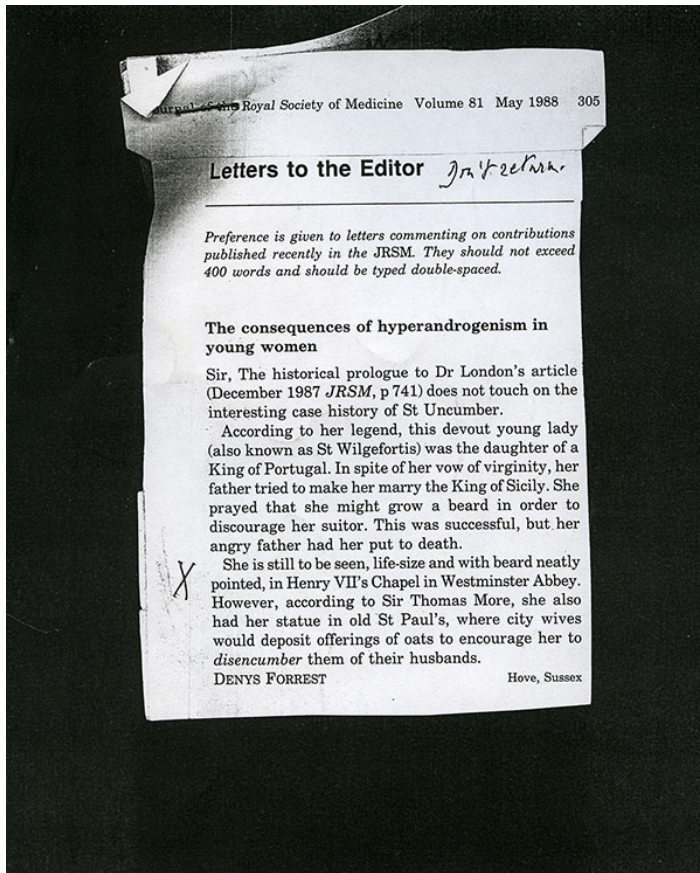 Journal of the Royal Society of Medicine Volume 81 May 1988 305
Letters to the Editor Don't return.
Preference is given to letters commenting on contributions
published recently in the JRSM. They should not exceed
400 words and should be typed double-spaced.
The consequences of hyperandrogenism in
young women
Sir, The historical prologue to Dr London's article
(December 1987 JRSM, p 741) does not touch on the
interesting case history of St Uncumber.
According to her legend, this devout young lady
(also known as St Wilgefortis) was the daughter of a
King of Portugal. In spite of her vow of virginity, her
father tried to make her marry the King of Sicily. She
prayed that she might grow a beard in order to
discourage her suitor. This was successful, but her
angry father had her put to death.
She is still to be seen, life-size and with beard neatly
X pointed, in Henry VII's Chapel in Westminster Abbey.
However, according to Sir Thomas More, she also
had her statue in old St Paul's, where city wives
would deposit offerings of oats to encourage her to
disencumber them of their husbands.
DENYS FORREST Hove, Sussex